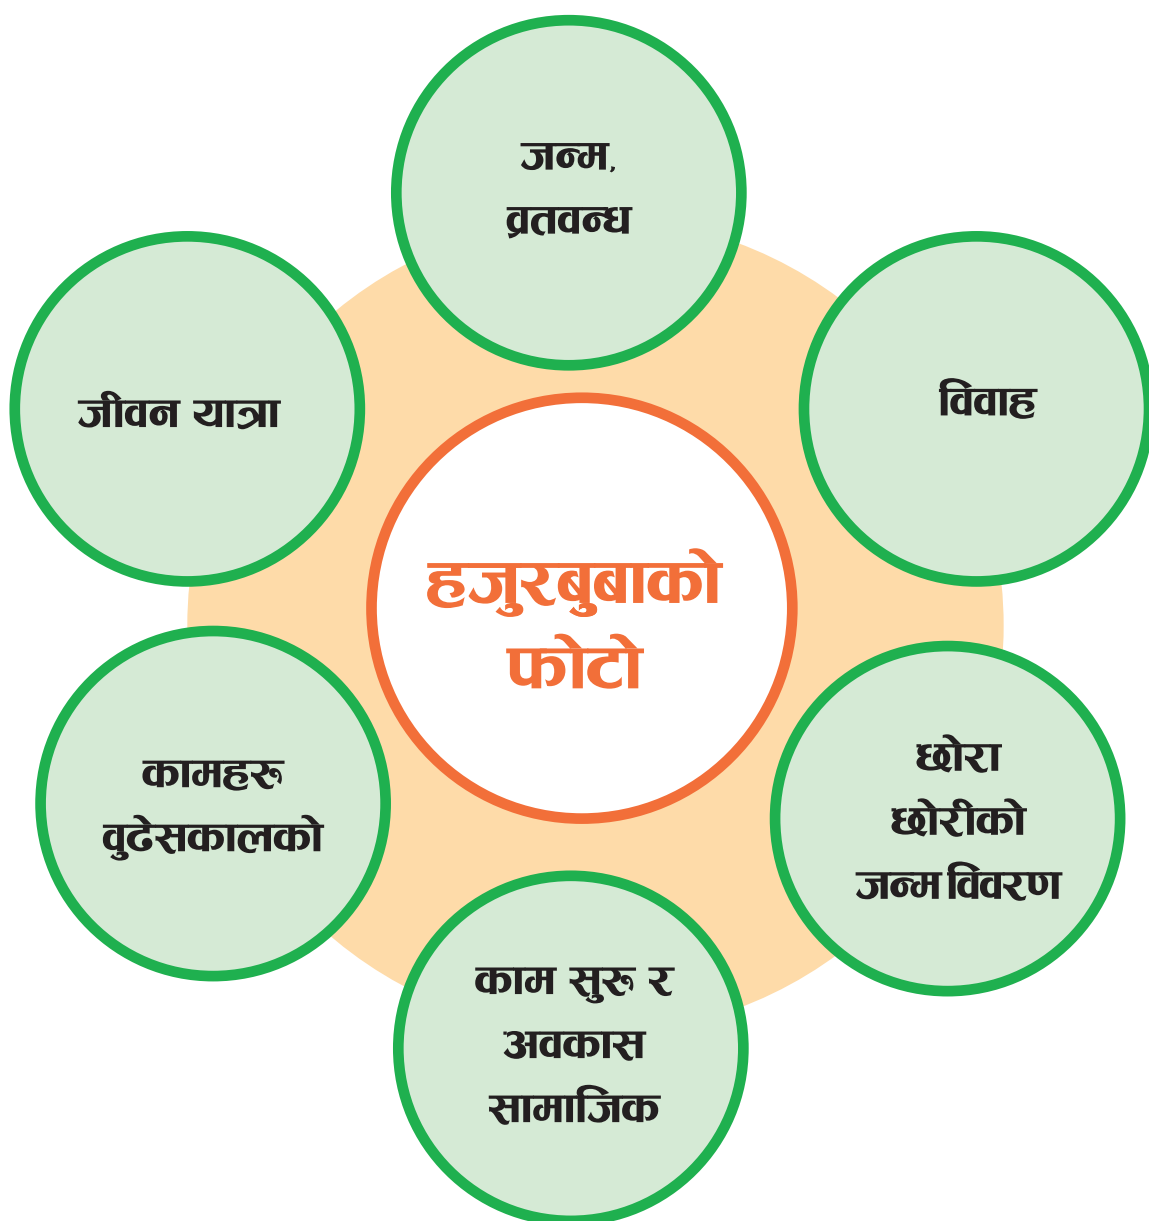 जन्म,
व्रतवन्ध
जीवन यात्रा
विवाह
हजुरबुबाको
फोटो
कामहरु
वुढेसकालको
छोरा
छोरीको
जन्म विवरण
काम सुरु र
अवकास
सामाजिक